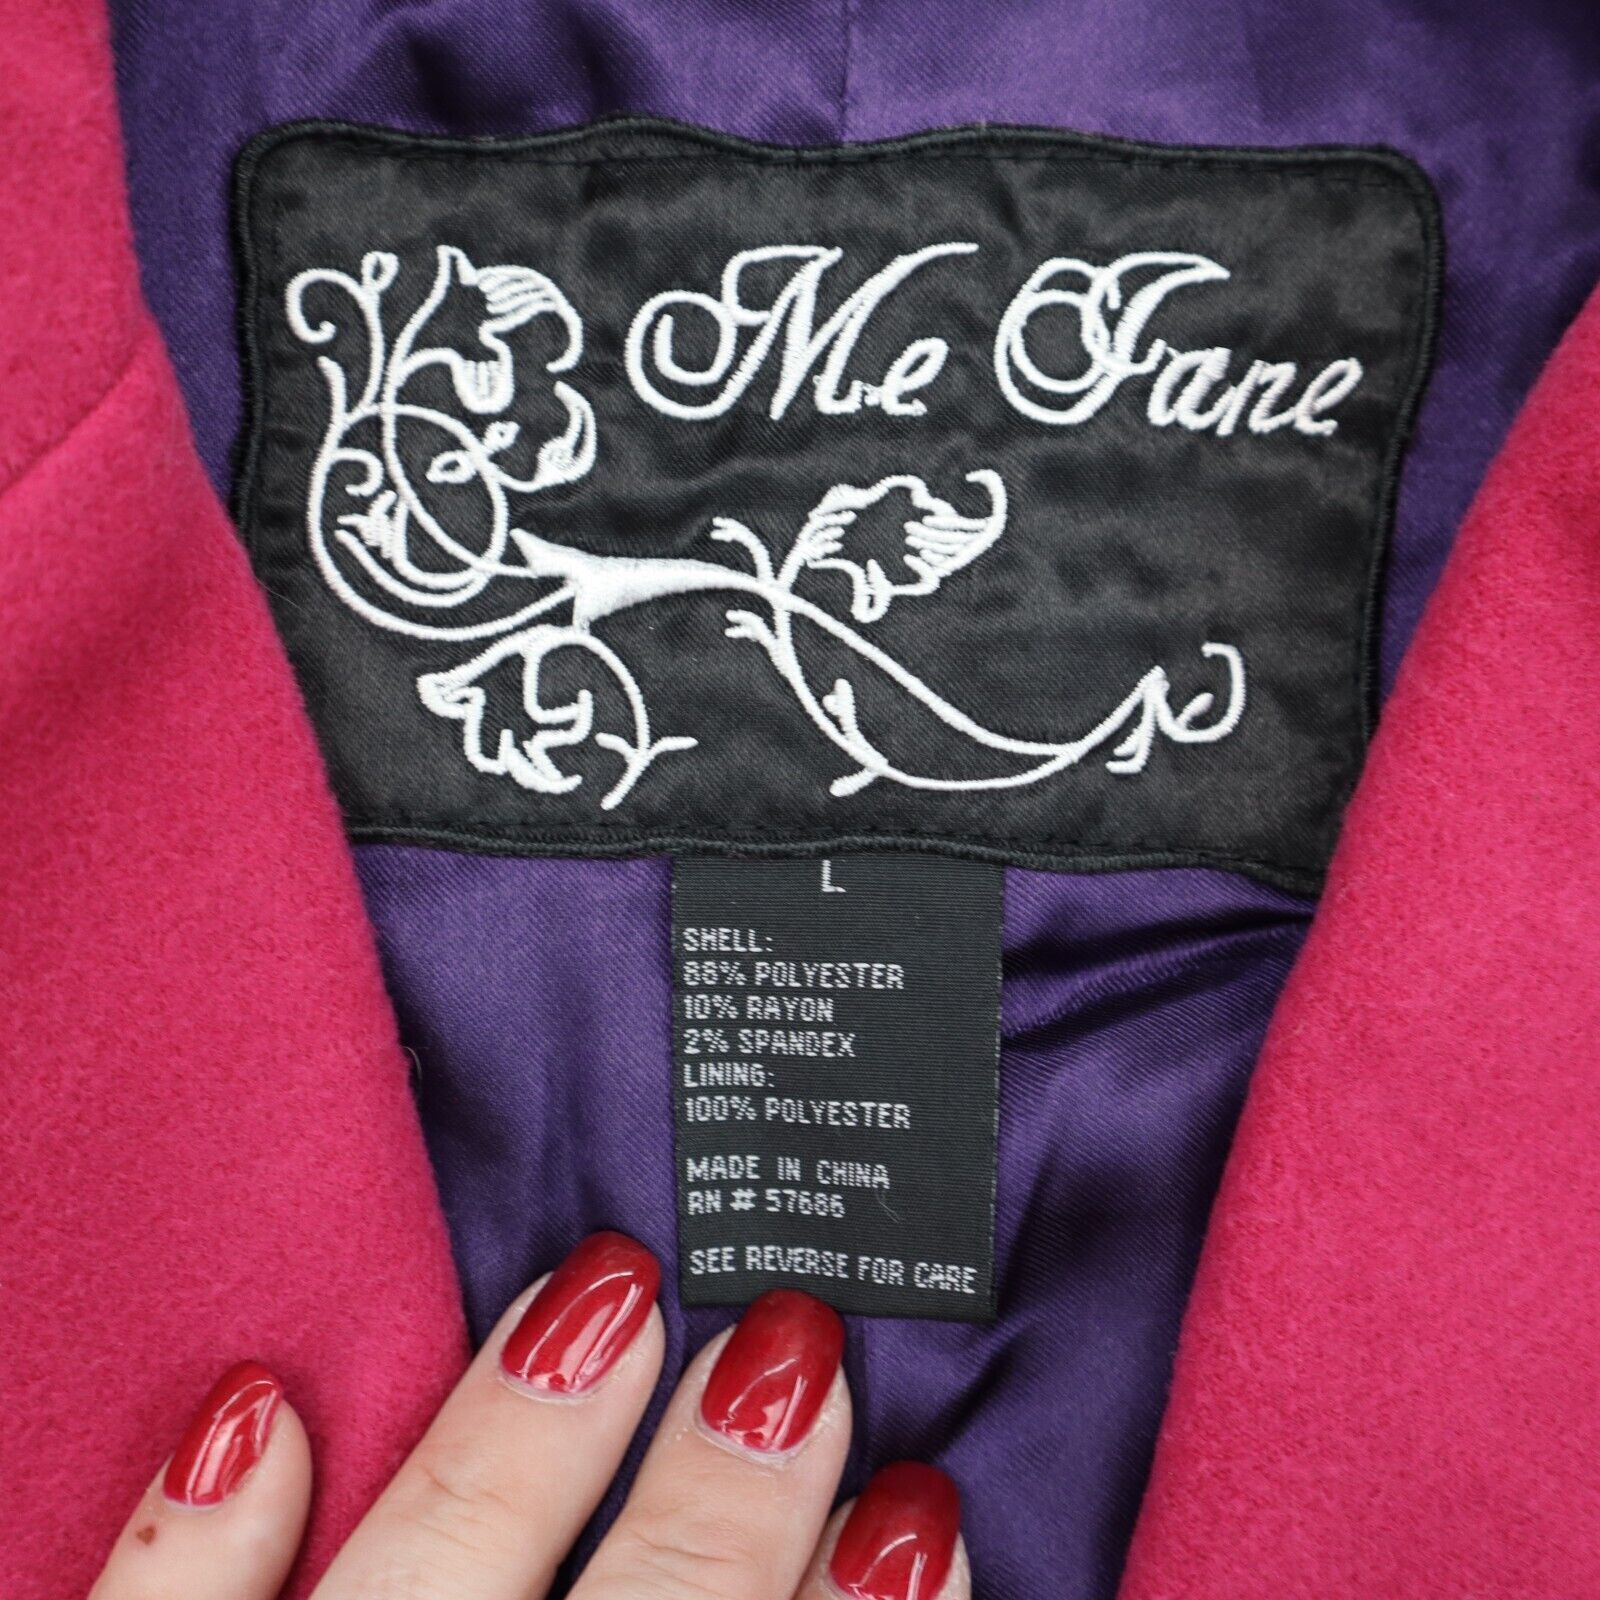 Me Jane
L
SHELL:
88% POLYESTER
10% RAYON
2% SPANDEX
LINING:
100% POLYESTER
MADE IN CHINA
RN # 57686
SEE REVERSE FOR CARE